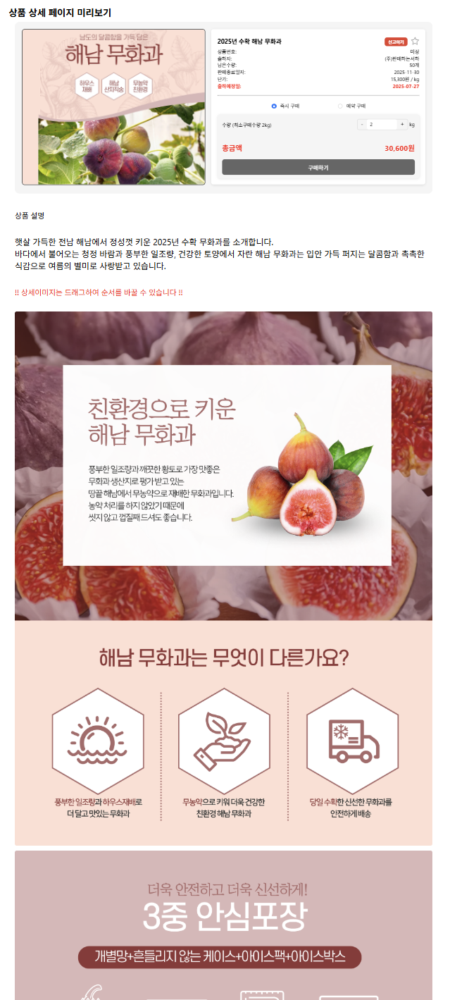 상품 상세 페이지 미리보기
남도의 달콤함을 가득 담은
해남 무화과
하우스
재배
해남
산지직송
무농약
친환경
2025년 수확 해남 무화과
신고하기
상품번호: 미정
출하지: (주)판매하는서하
남은수량: 50개
판매종료일자: 2025-11-30
단가: 15,300원 / kg
출하예정일: 2025-07-27
즉시 구매 예약 구매
수량 (최소구매수량 2kg) - 2 + kg
총금액 30,600원
구매하기
상품 설명
햇살 가득한 전남 해남에서 정성껏 키운 2025년 수확 무화과를 소개합니다.
바다에서 불어오는 청정 바람과 풍부한 일조량, 건강한 토양에서 자란 해남 무화과는 입안 가득 퍼지는 달콤함과 촉촉한
식감으로 여름의 별미로 사랑받고 있습니다.
!! 상세이미지는 드래그하여 순서를 바꿀 수 있습니다 !!
친환경으로 키운
해남 무화과
풍부한 일조량과 깨끗한 황토로 가장 맛좋은
무화과 생산지로 평가 받고 있는
땅끝 해남에서 무농약으로 재배한 무화과입니다.
농약 처리를 하지 않았기 때문에
씻지 않고 껍질째 드셔도 좋습니다.
해남 무화과는 무엇이 다른가요?
풍부한 일조량과 하우스재배로
더 달고 맛있는 무화과
무농약으로 키워 더욱 건강한
친환경 해남 무화과
당일 수확한 신선한 무화과를
안전하게 배송
더욱 안전하고 더욱 신선하게!
3중 안심포장
개별망+흔들리지 않는 케이스+아이스팩+아이스박스